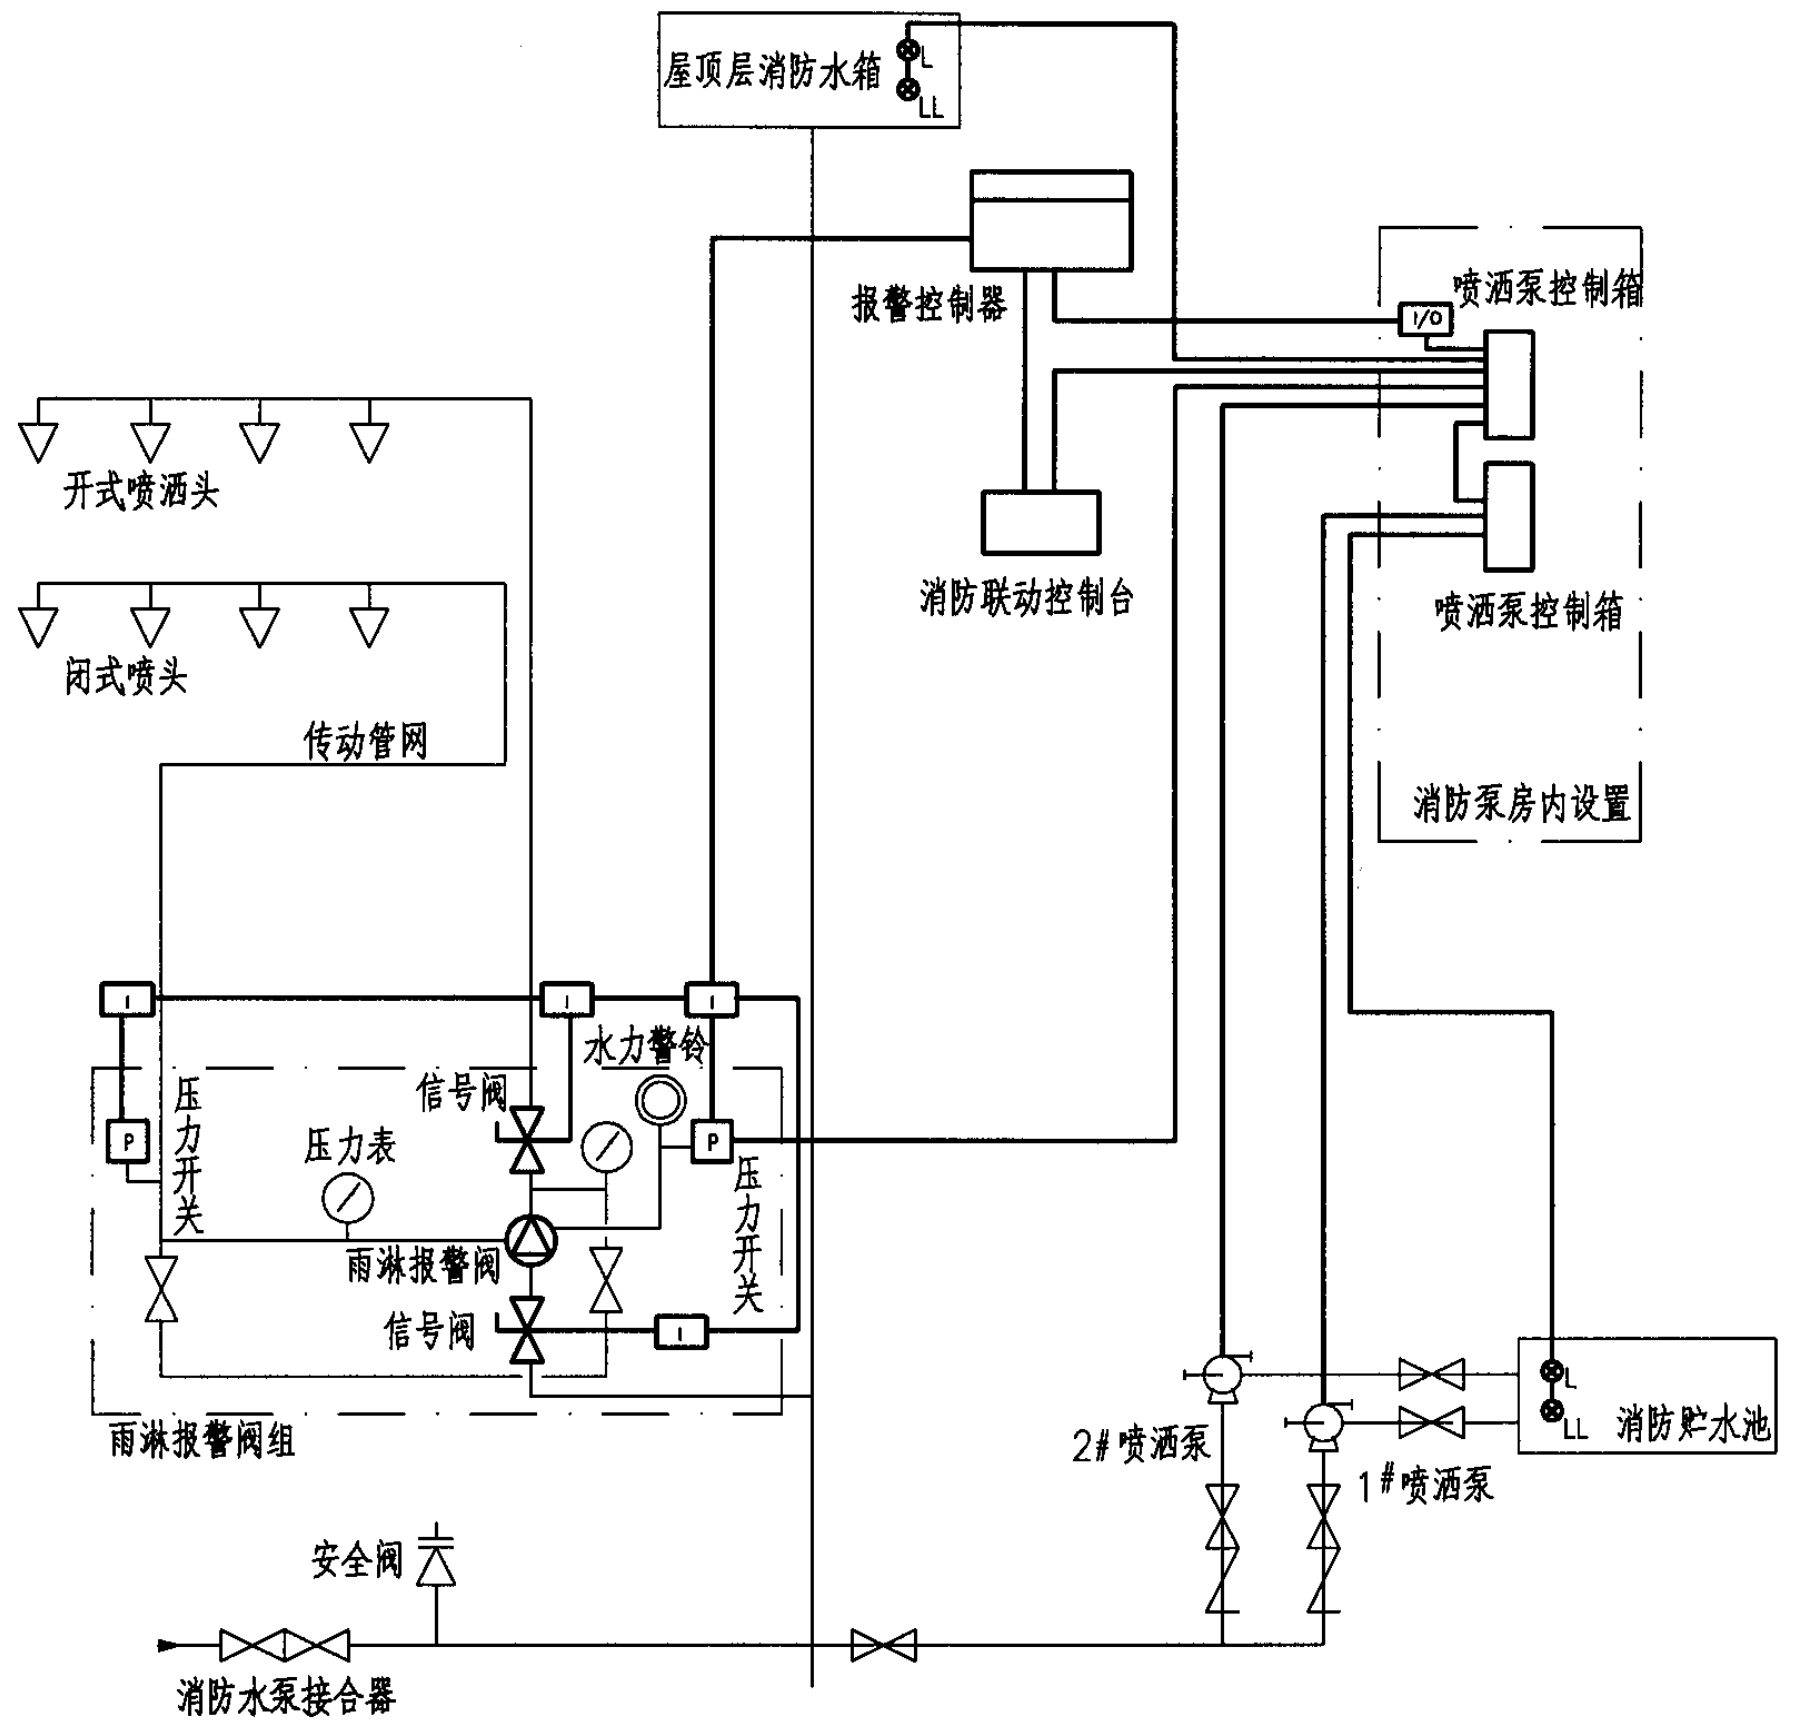 屋顶层消防水箱
L
LL
报警控制器
喷洒泵控制箱
I/O
开式喷洒头
消防联动控制台
喷洒泵控制箱
闭式喷头
传动管网
消防泵房内设置
I
I
I
水力警铃
信号阀
压力开关
P
压力表
P
压力开关
雨淋报警阀
信号阀
I
雨淋报警阀组
L
LL
消防贮水池
2#喷洒泵
1#喷洒泵
安全阀
消防水泵接合器